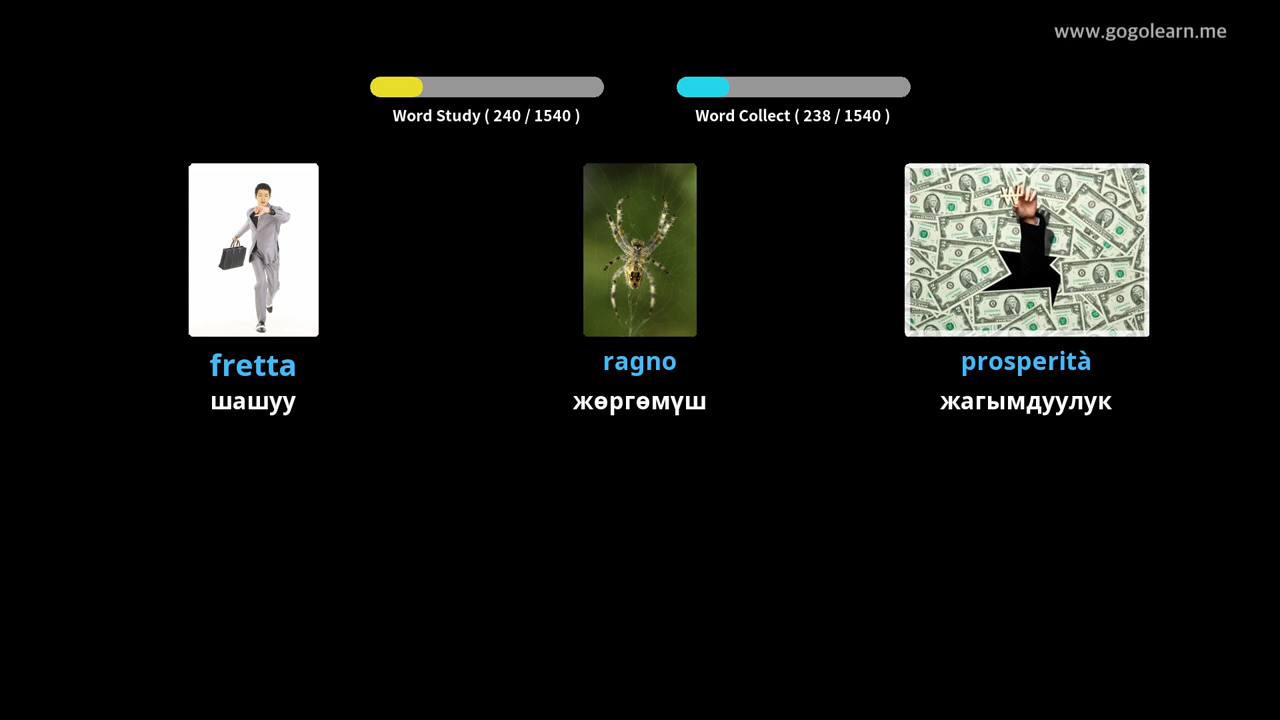 www.gogolearn.me
Word Study ( 240 / 1540 )
Word Collect ( 238 / 1540 )
fretta
шашуу
ragno
жөргөмүш
prosperità
жагымдуулук